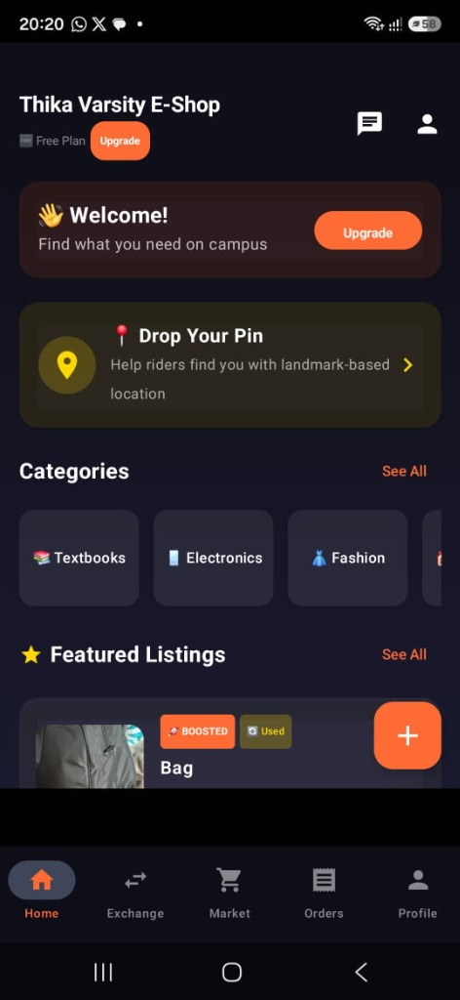 20:20
58
Thika Varsity E-Shop
Free Plan
Upgrade
👋 Welcome!
Find what you need on campus
Upgrade
📍 Drop Your Pin
Help riders find you with landmark-based
location
Categories
See All
📚 Textbooks
Electronics
👗 Fashion
⭐ Featured Listings
See All
🚀 BOOSTED
🔄 Used
Bag
+
Home
Exchange
Market
Orders
Profile